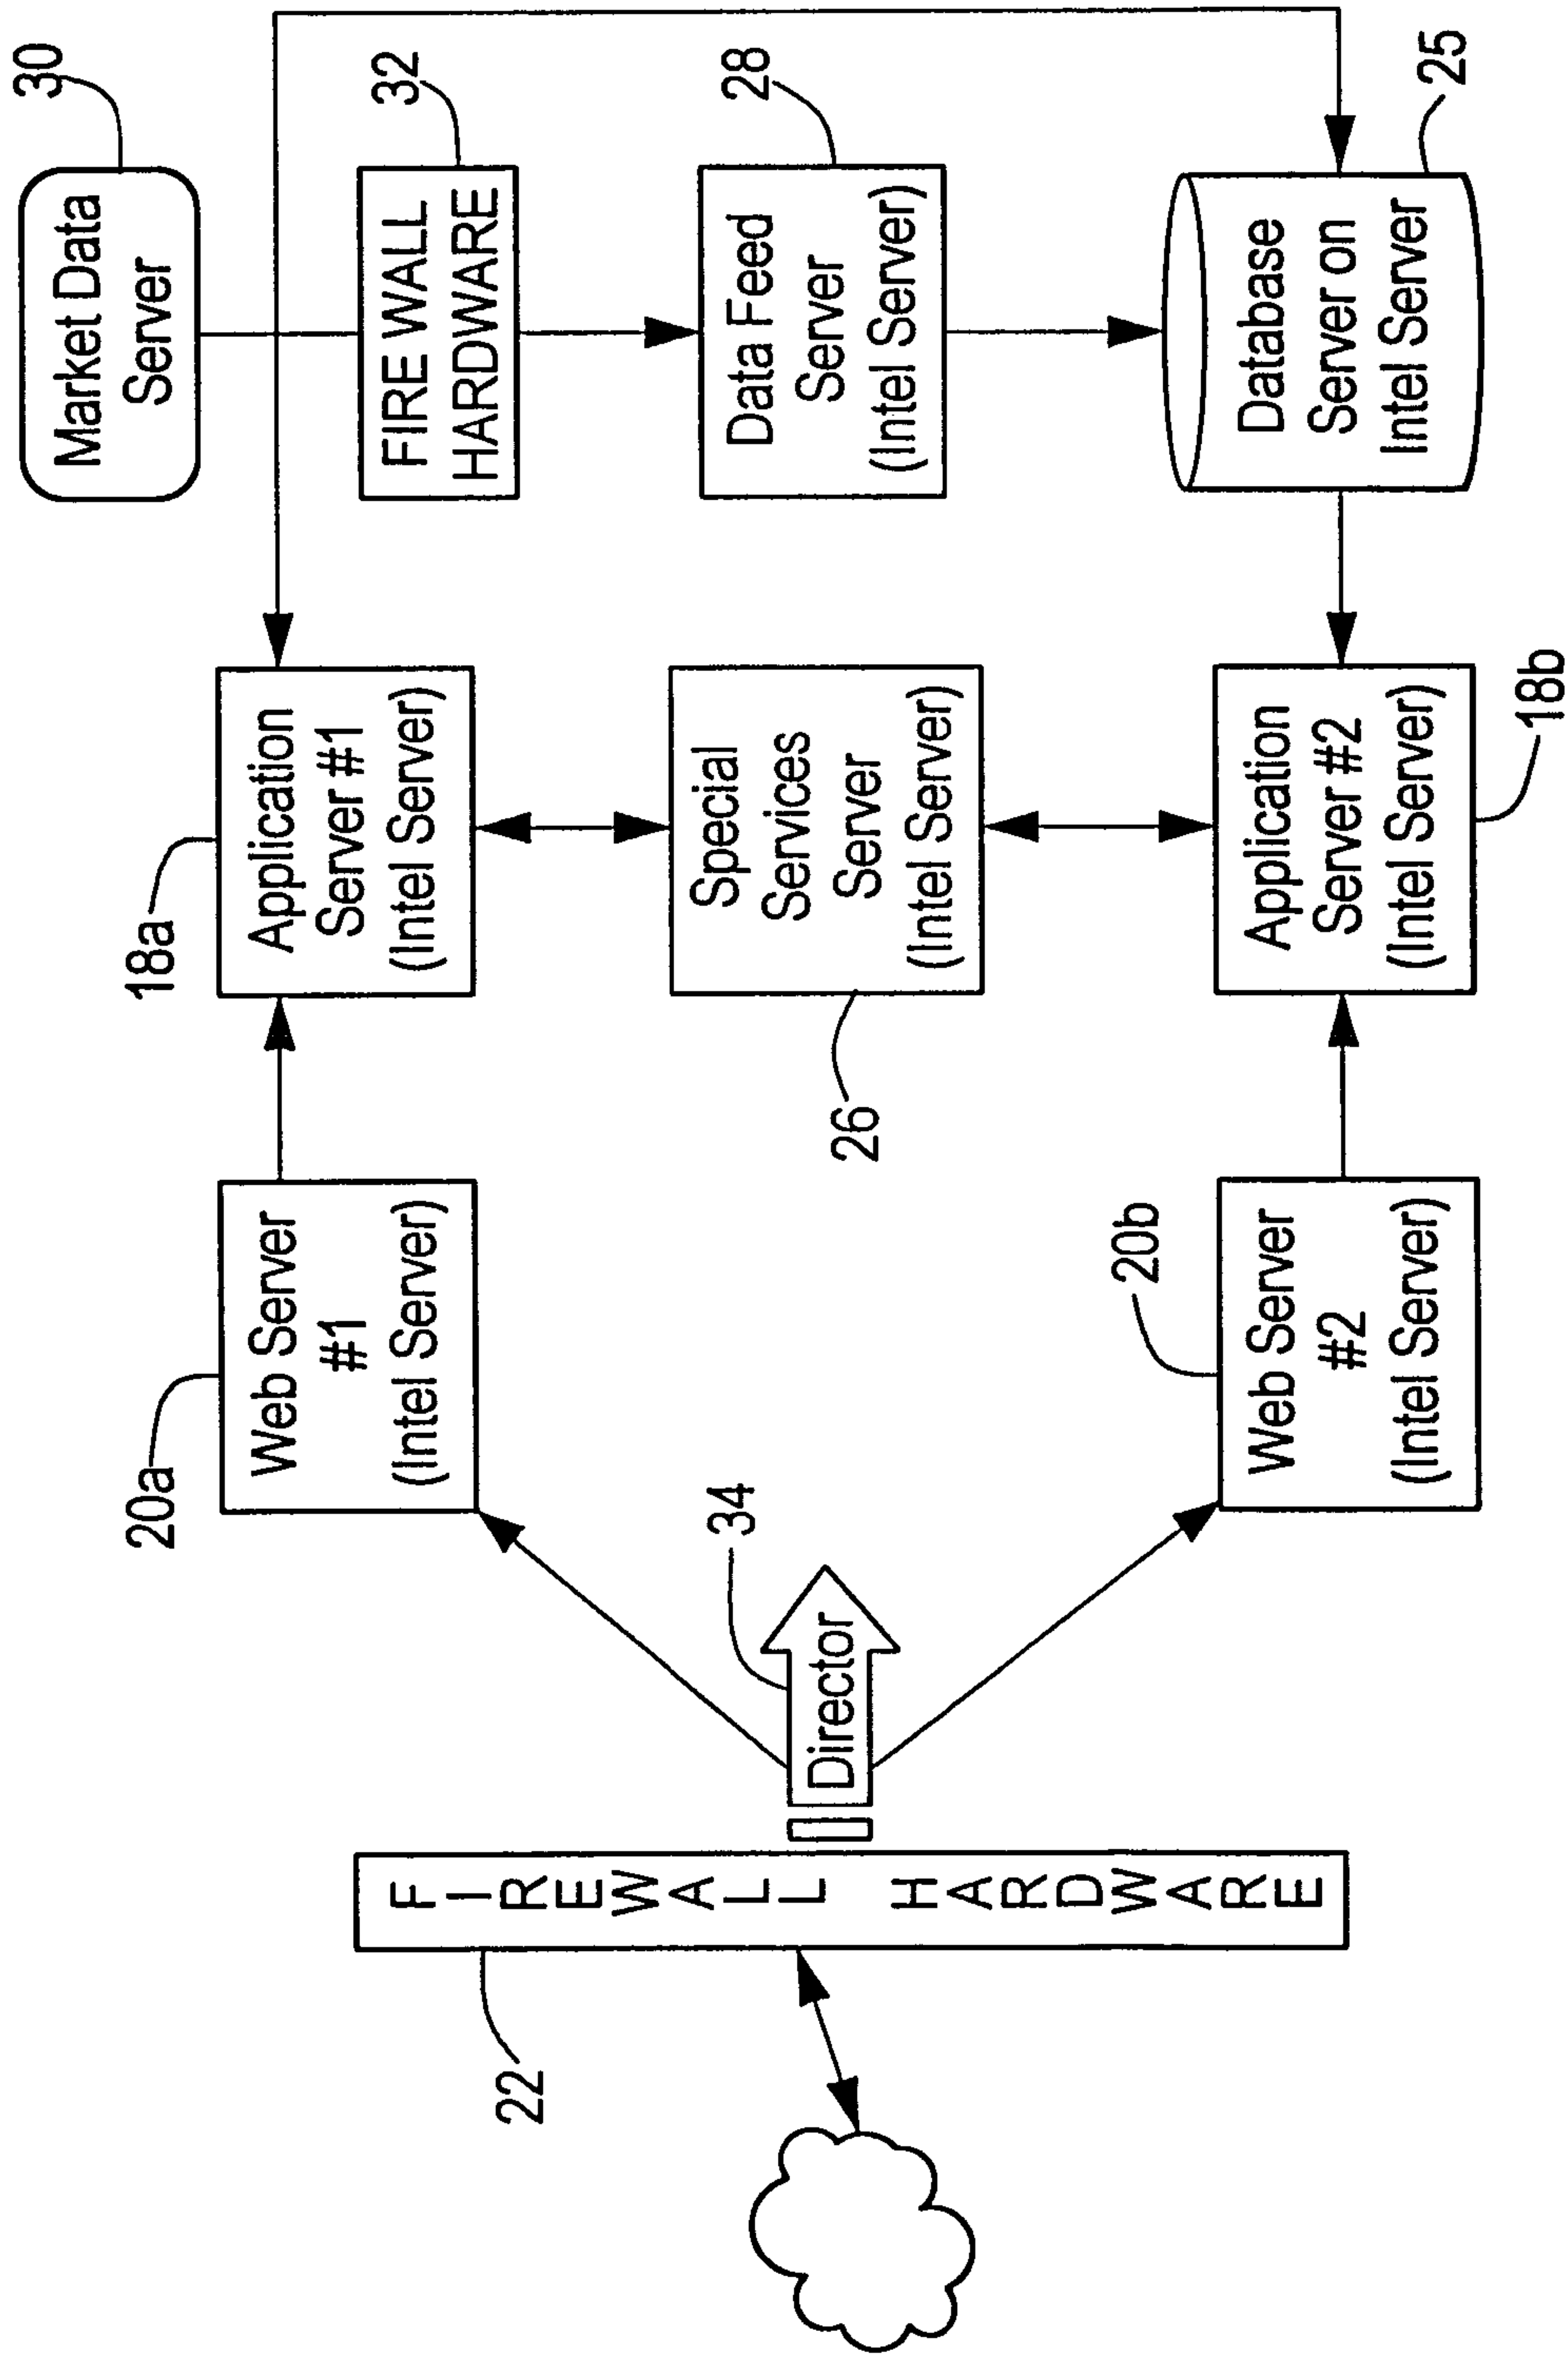 30
Market Data
Server
32
FIRE WALL
HARDWARE
28
Data Feed
Server
(Intel Server)
25
Database
Server on
Intel Server
18a
Application
Server #1
(Intel Server)
Special
Services
Server
(Intel Server)
26
Application
Server #2
(Intel Server)
18b
20a
Web Server
#1
(Intel Server)
20b
Web Server
#2
(Intel Server)
34
Director
FIREWALL HARDWARE
22